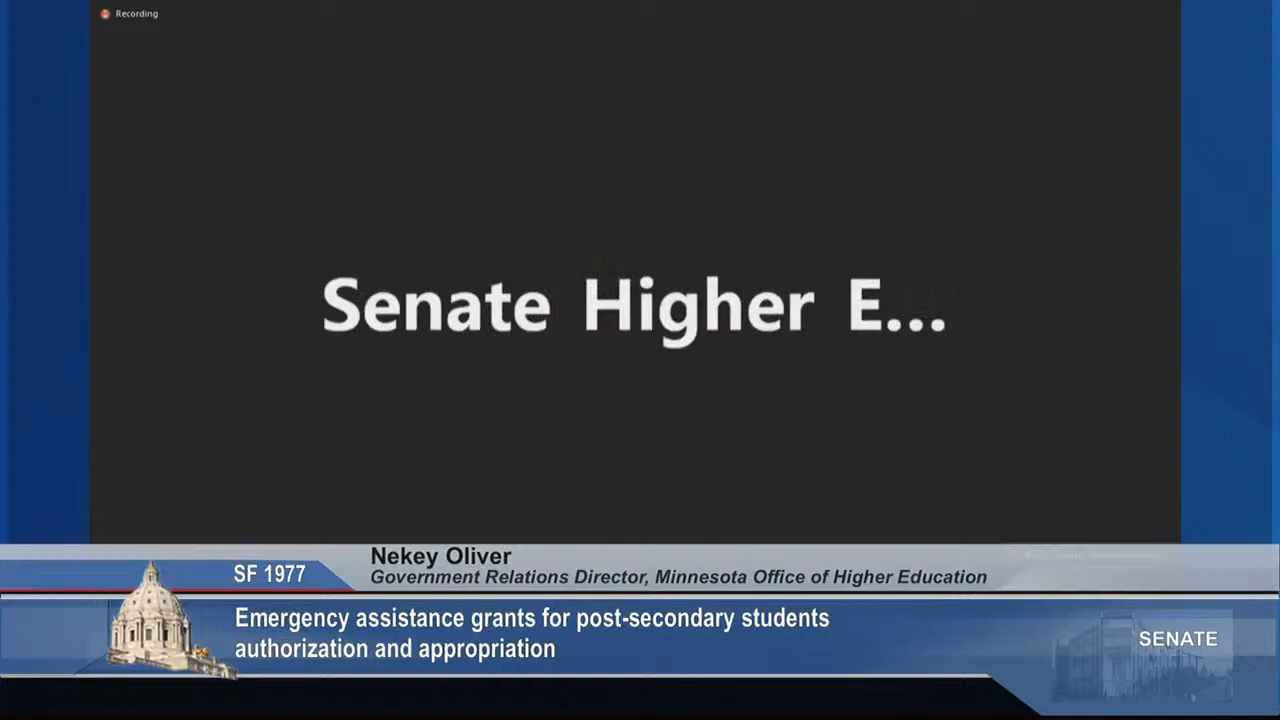 Recording
Senate Higher E...
Nekey Oliver
SF 1977
Government Relations Director, Minnesota Office of Higher Education
Emergency assistance grants for post-secondary students
authorization and appropriation
SENATE